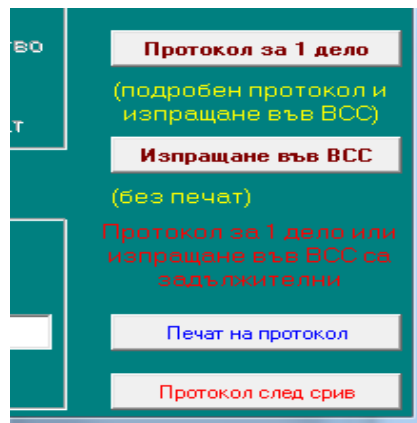 во
Протокол за 1 дело
(подробен протокол и
изпращане във ВСС)
т
Изпращане във ВСС
(без печат)
Протокол за 1 дело или
изпращане във ВСС са
задължителни
Печат на протокол
Протокол след срив